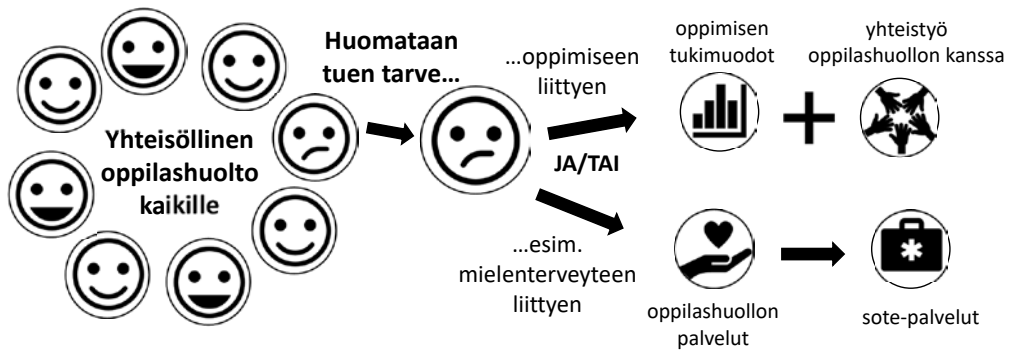 Yhteisöllinen
oppilashuolto
kaikille
Huomataan
tuen tarve...
...oppimiseen
liittyen
JA/TAI
...esim.
mielenterveyteen
liittyen
oppimisen
tukimuodot
yhteistyö
oppilashuollon kanssa
oppilashuollon
palvelut
sote-palvelut